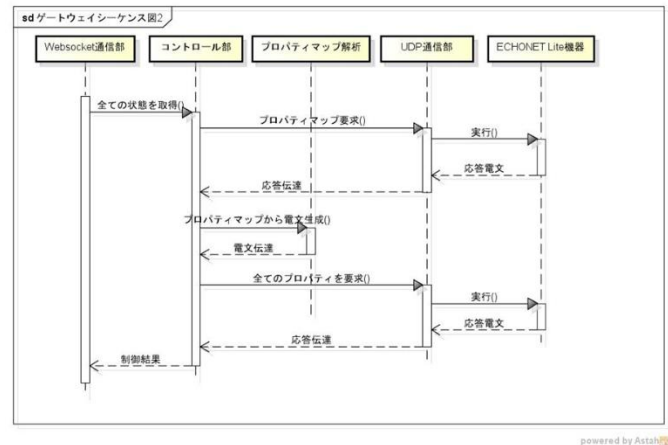 sd ゲートウェイシーケンス図2
Websocket通信部
コントロール部
プロパティマップ解析
UDP通信部
ECHONET Lite機器
全ての状態を取得()
プロパティマップ要求()
実行()
応答電文
応答伝達
プロパティマップから電文生成()
電文伝達
全てのプロパティを要求()
実行()
応答電文
応答伝達
制御結果
powered by Astah